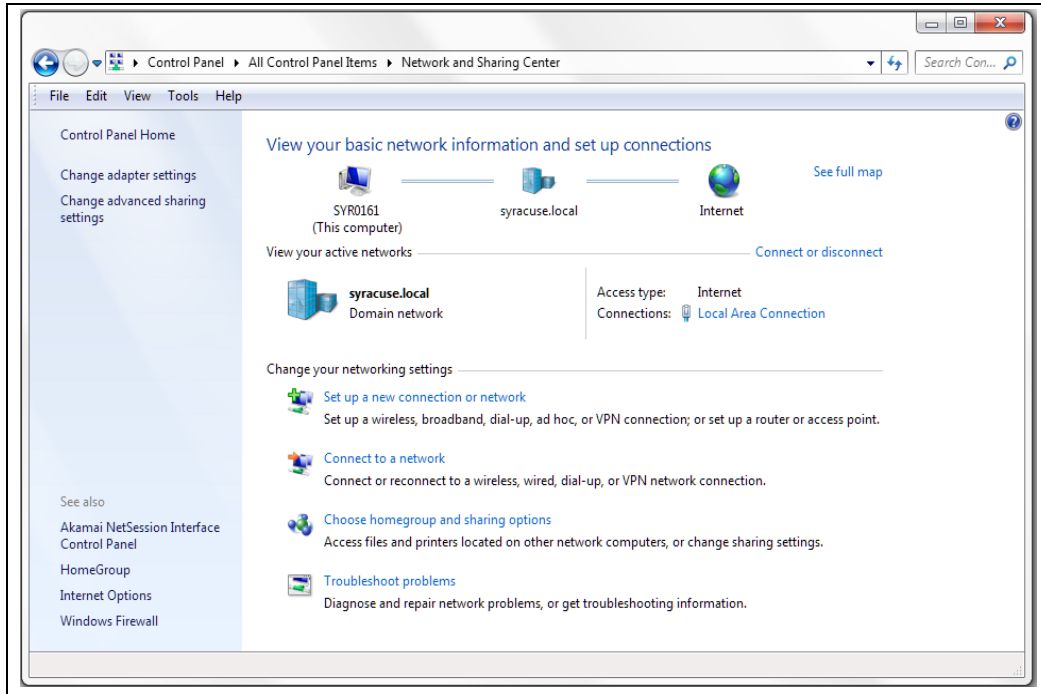 Control Panel ▸ All Control Panel Items ▸ Network and Sharing Center
Search Con...
File Edit View Tools Help
Control Panel Home
Change adapter settings
Change advanced sharing
settings
See also
Akamai NetSession Interface
Control Panel
HomeGroup
Internet Options
Windows Firewall
View your basic network information and set up connections
See full map
SYR0161
(This computer)
syracuse.local
Internet
View your active networks
Connect or disconnect
syracuse.local
Domain network
Access type: Internet
Connections: Local Area Connection
Change your networking settings
Set up a new connection or network
Set up a wireless, broadband, dial-up, ad hoc, or VPN connection; or set up a router or access point.
Connect to a network
Connect or reconnect to a wireless, wired, dial-up, or VPN network connection.
Choose homegroup and sharing options
Access files and printers located on other network computers, or change sharing settings.
Troubleshoot problems
Diagnose and repair network problems, or get troubleshooting information.